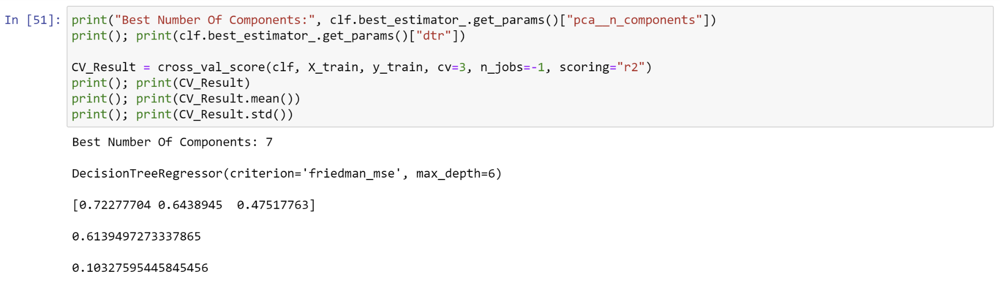 In [51]: print("Best Number Of Components:", clf.best_estimator_.get_params()["pca__n_components"])
print(); print(clf.best_estimator_.get_params()["dtr"])
CV_Result = cross_val_score(clf, X_train, y_train, cv=3, n_jobs=-1, scoring="r2")
print(); print(CV_Result)
print(); print(CV_Result.mean())
print(); print(CV_Result.std())
Best Number Of Components: 7
DecisionTreeRegressor(criterion='friedman_mse', max_depth=6)
[0.72277704 0.6438945  0.47517763]
0.6139497273337865
0.10327595445845456